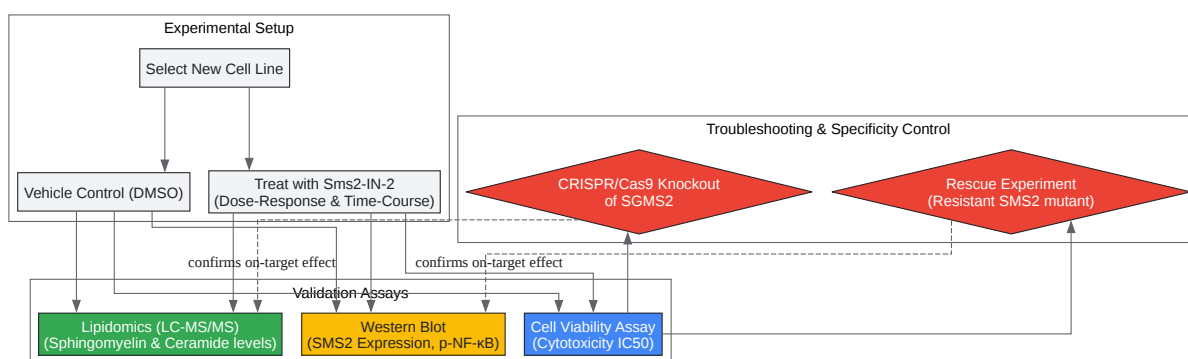 Experimental Setup
Select New Cell Line
Troubleshooting & Specificity Control
Vehicle Control (DMSO)
Treat with Sms2-IN-2
(Dose-Response & Time-Course)
CRISPR/Cas9 Knockout
of SGMS2
Rescue Experiment
(Resistant SMS2 mutant)
confirms on-target effect
confirms on-target effect
Validation Assays
Lipidomics (LC-MS/MS)
(Sphingomyelin & Ceramide levels)
Western Blot
(SMS2 Expression, p-NF-κB)
Cell Viability Assay
(Cytotoxicity IC50)